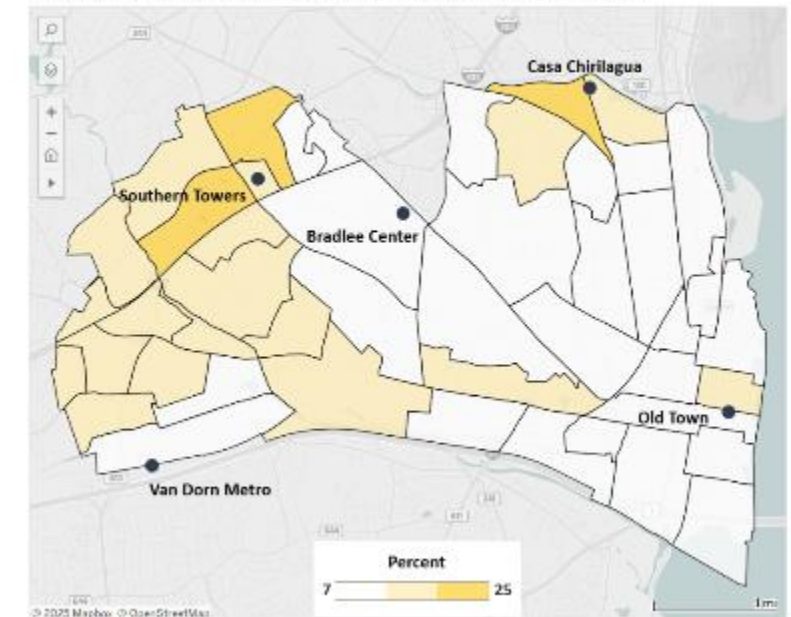 Casa Chirilagua
Southern Towers
Bradlee Center
Old Town
Van Dorn Metro
Percent
7
25
1 mi
© 2025 Mapbox © OpenStreetMap